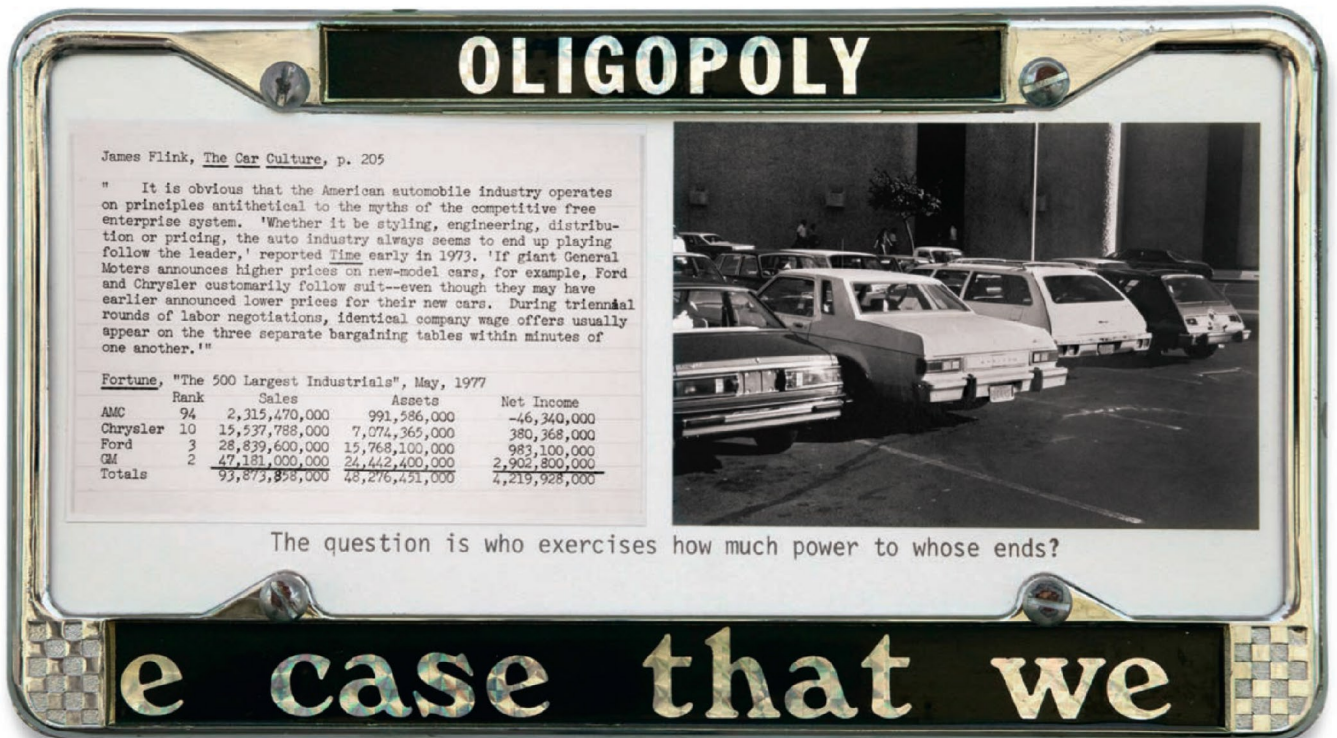 OLIGOPOLY
James Flink, The Car Culture, p. 205
" It is obvious that the American automobile industry operates
on principles antithetical to the myths of the competitive free
enterprise system. 'Whether it be styling, engineering, distribu-
tion or pricing, the auto industry always seems to end up playing
follow the leader,' reported Time early in 1973. 'If giant General
Moters announces higher prices on new-model cars, for example, Ford
and Chrysler customarily follow suit--even though they may have
earlier announced lower prices for their new cars. During triennial
rounds of labor negotiations, identical company wage offers usually
appear on the three separate bargaining tables within minutes of
one another.'"
Fortune, "The 500 Largest Industrials", May, 1977
Rank Sales Assets Net Income
AMC 94 2,315,470,000 991,586,000 -46,340,000
Chrysler 10 15,537,788,000 7,074,365,000 380,368,000
Ford 3 28,839,600,000 15,768,100,000 983,100,000
GM 2 47,181,000,000 24,442,400,000 2,902,800,000
Totals 93,873,858,000 48,276,451,000 4,219,928,000
The question is who exercises how much power to whose ends?
e case that we